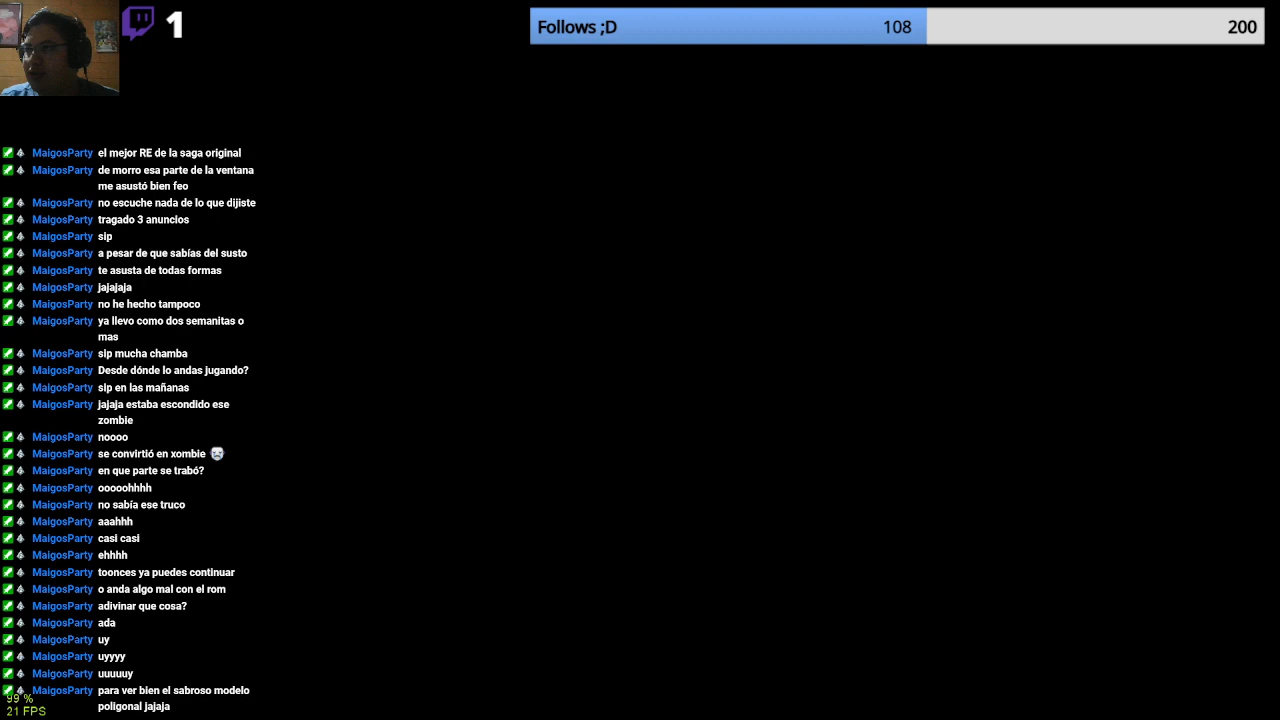 1
Follows ;D 108 200
MaigosParty el mejor RE de la saga original
MaigosParty de morro esa parte de la ventana
me asustó bien feo
MaigosParty no escuche nada de lo que dijiste
MaigosParty tragado 3 anuncios
MaigosParty sip
MaigosParty a pesar de que sabías del susto
MaigosParty te asusta de todas formas
MaigosParty jajajaja
MaigosParty no he hecho tampoco
MaigosParty ya llevo como dos semanitas o
mas
MaigosParty sip mucha chamba
MaigosParty Desde dónde lo andas jugando?
MaigosParty sip en las mañanas
MaigosParty jajaja estaba escondido ese
zombie
MaigosParty noooo
MaigosParty se convirtió en xombie
MaigosParty en que parte se trabó?
MaigosParty ooooohhhh
MaigosParty no sabía ese truco
MaigosParty aaahhh
MaigosParty casi casi
MaigosParty ehhhh
MaigosParty toonces ya puedes continuar
MaigosParty o anda algo mal con el rom
MaigosParty adivinar que cosa?
MaigosParty ada
MaigosParty uy
MaigosParty uyyyy
MaigosParty uuuuuy
MaigosParty para ver bien el sabroso modelo
poligonal jajaja
99 %
21 FPS